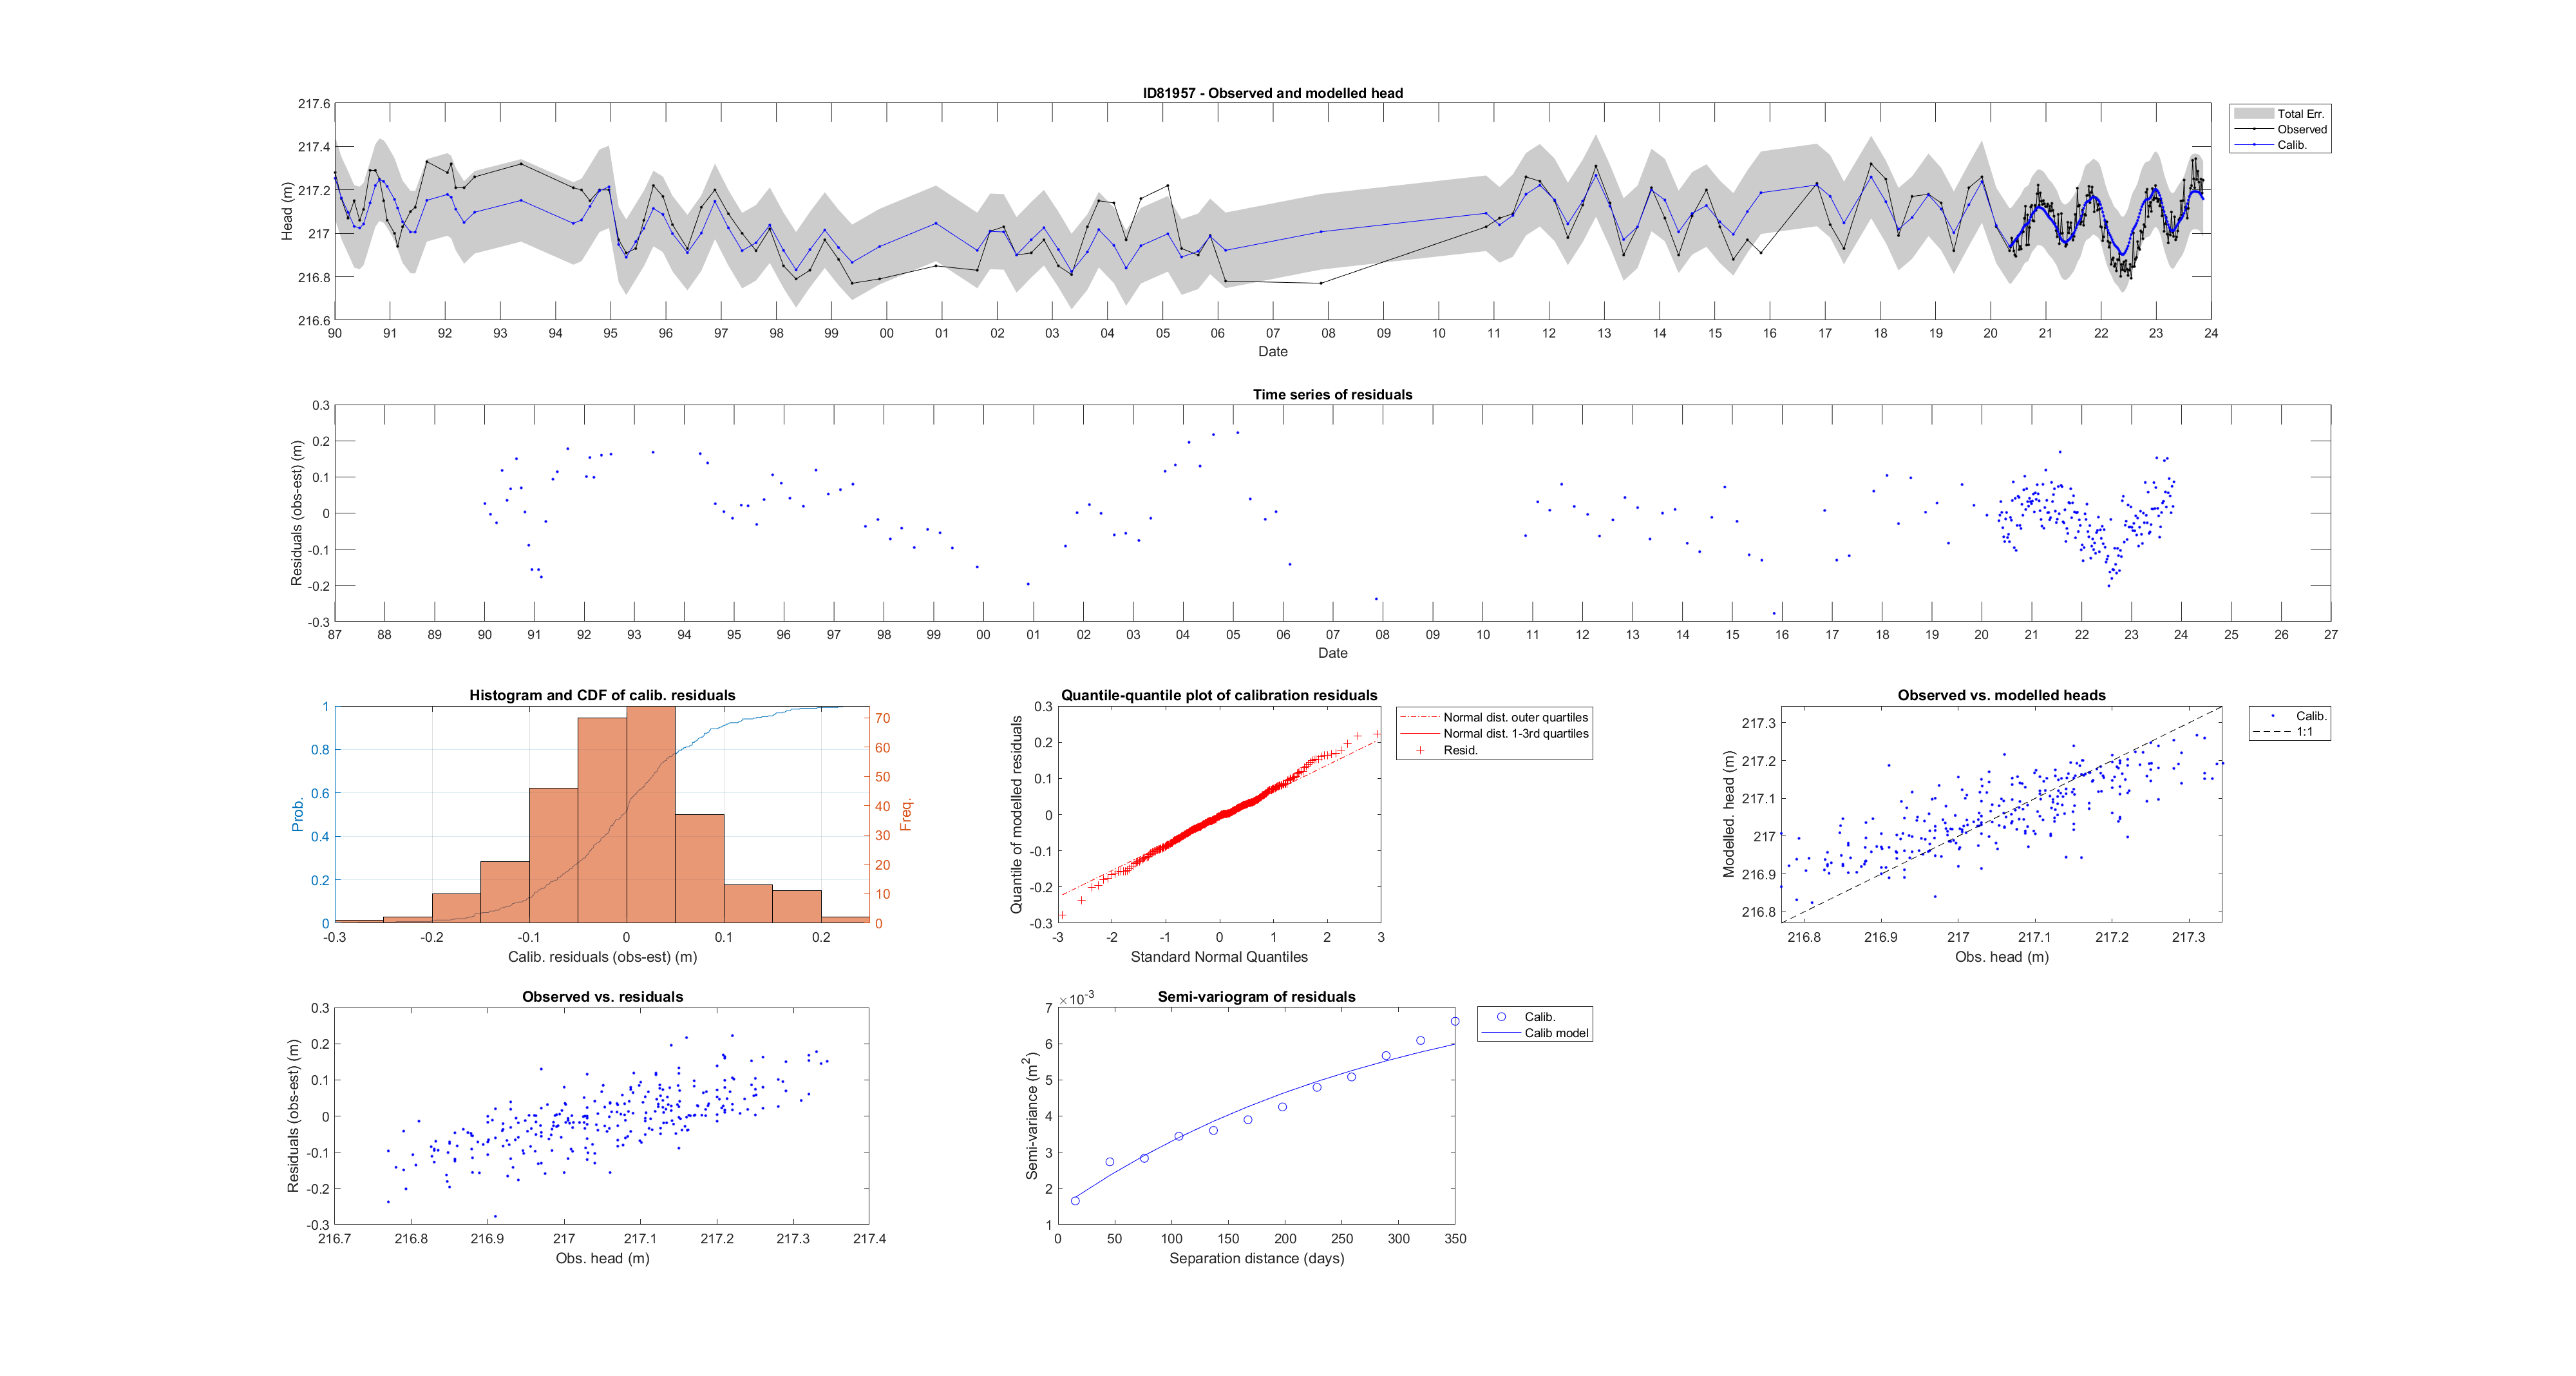 ID81957 - Observed and modelled head
217.6
217.4
217.2
217
216.8
216.6
Head (m)
90 91 92 93 94 95 96 97 98 99 00 01 02 03 04 05 06 07 08 09 10 11 12 13 14 15 16 17 18 19 20 21 22 23 24
Date
Total Err.
Observed
Calib.
Time series of residuals
0.3
0.2
0.1
0
-0.1
-0.2
-0.3
Residuals (obs-est) (m)
87 88 89 90 91 92 93 94 95 96 97 98 99 00 01 02 03 04 05 06 07 08 09 10 11 12 13 14 15 16 17 18 19 20 21 22 23 24 25 26 27
Date
Histogram and CDF of calib. residuals
1
0.8
0.6
0.4
0.2
0
Prob.
70
60
50
40
30
20
10
0
Freq.
-0.3 -0.2 -0.1 0 0.1 0.2
Calib. residuals (obs-est) (m)
Quantile-quantile plot of calibration residuals
0.3
0.2
0.1
0
-0.1
-0.2
-0.3
Quantile of modelled residuals
-3 -2 -1 0 1 2 3
Standard Normal Quantiles
Normal dist. outer quartiles
Normal dist. 1-3rd quartiles
Resid.
Observed vs. modelled heads
217.3
217.2
217.1
217
216.9
216.8
Modelled. head (m)
216.8 216.9 217 217.1 217.2 217.3
Obs. head (m)
Calib.
1:1
Observed vs. residuals
0.3
0.2
0.1
0
-0.1
-0.2
-0.3
Residuals (obs-est) (m)
216.7 216.8 216.9 217 217.1 217.2 217.3 217.4
Obs. head (m)
Semi-variogram of residuals
×10-3
7
6
5
4
3
2
1
Semi-variance (m2)
0 50 100 150 200 250 300 350
Separation distance (days)
Calib.
Calib model